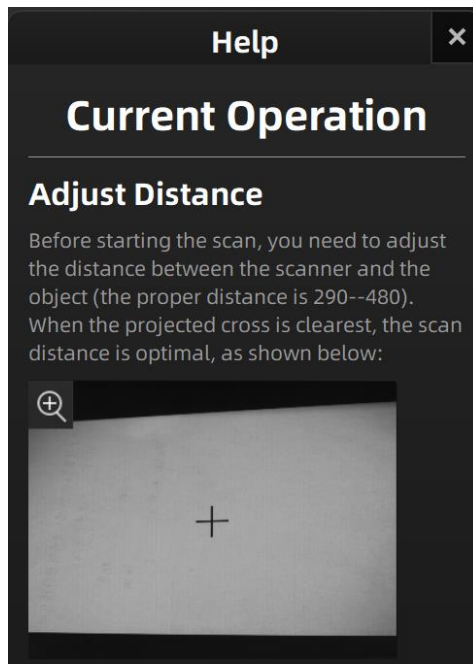 Help
Current Operation
Adjust Distance
Before starting the scan, you need to adjust
the distance between the scanner and the
object (the proper distance is 290--480).
When the projected cross is clearest, the scan
distance is optimal, as shown below: